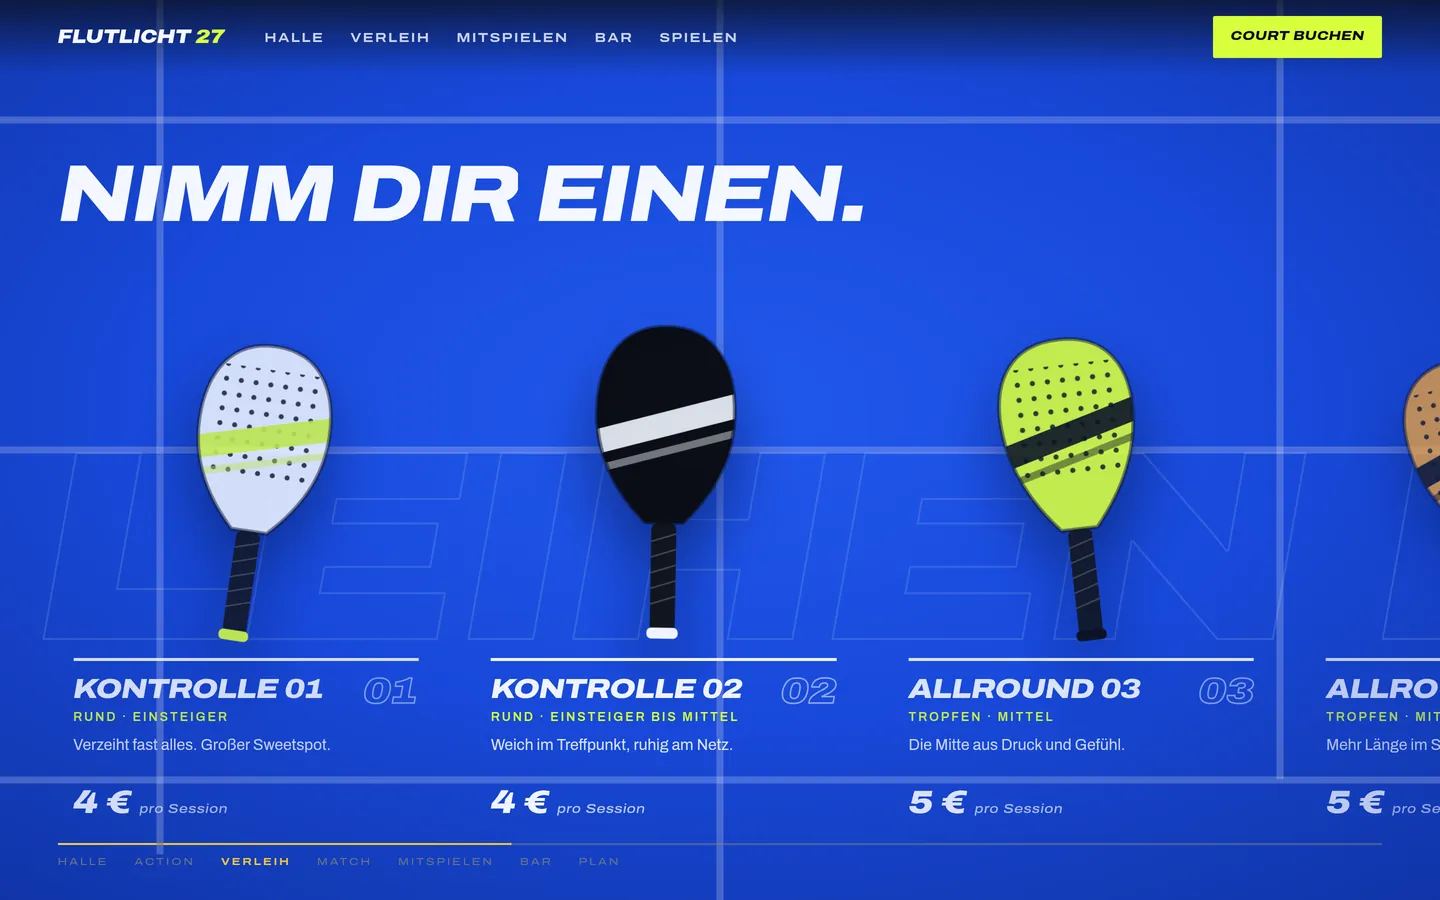 FLUTLICHT 27 HALLE VERLEIH MITSPIELEN BAR SPIELEN COURT BUCHEN
NIMM DIR EINEN.
LEIHEN
KONTROLLE 01 01
RUND · EINSTEIGER
Verzeiht fast alles. Großer Sweetspot.
4 € pro Session
KONTROLLE 02 02
RUND · EINSTEIGER BIS MITTEL
Weich im Treffpunkt, ruhig am Netz.
4 € pro Session
ALLROUND 03 03
TROPFEN · MITTEL
Die Mitte aus Druck und Gefühl.
5 € pro Session
ALLRO
TROPFEN · MIT
Mehr Länge im S
5 € pro Se
HALLE ACTION VERLEIH MATCH MITSPIELEN BAR PLAN